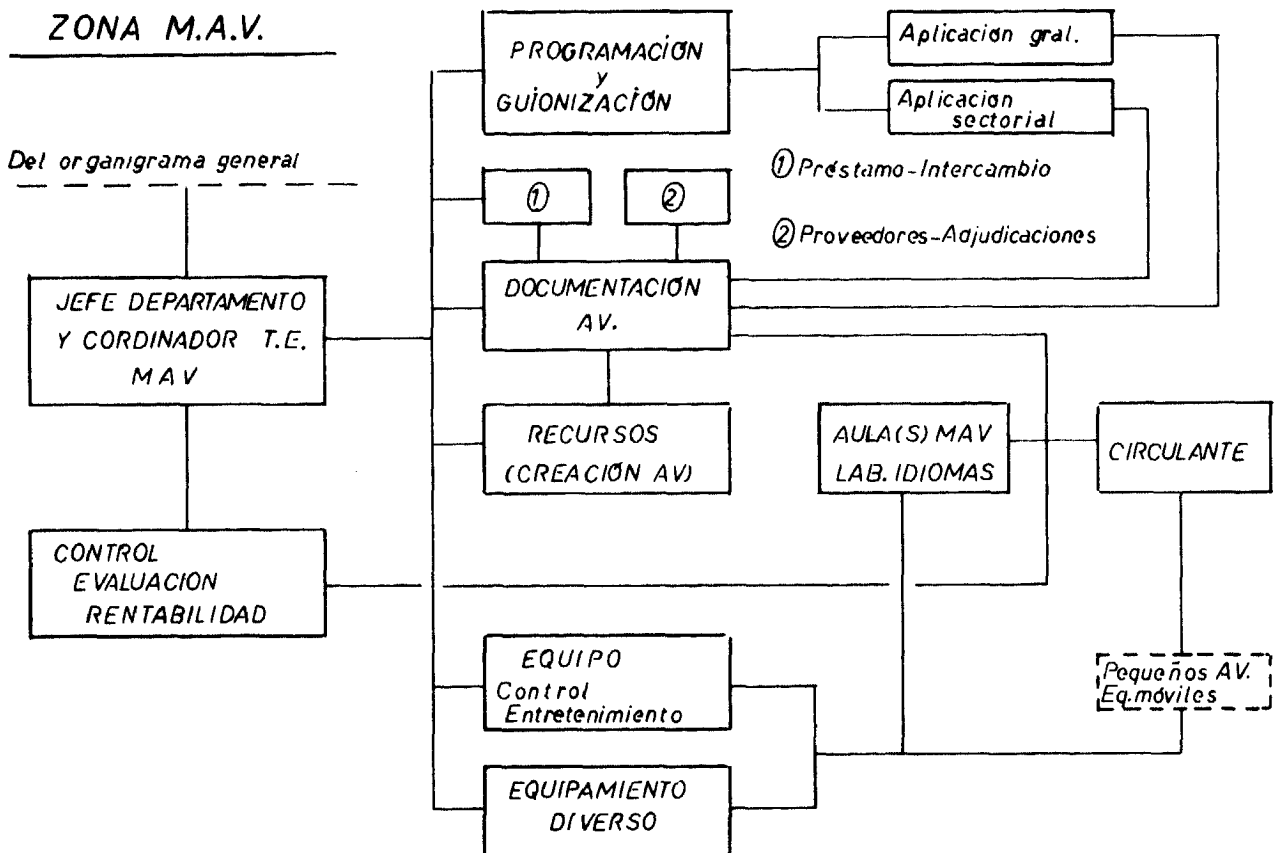 ZONA M.A.V.
Del organigrama general
JEFE DEPARTAMENTO
Y CORDINADOR T.E.
MAV
CONTROL
EVALUACION
RENTABILIDAD
PROGRAMACIÓN
y
GUIONIZACIÓN
Aplicación gral.
Aplicacion
sectorial
① ②
① Préstamo-Intercambio
② Proveedores-Adjudicaciones
DOCUMENTACIÓN
AV.
RECURSOS
(CREACIÓN AV)
AULA(S) MAV
LAB. IDIOMAS
CIRCULANTE
EQUIPO
Control
Entretenimiento
Pequeños AV.
Eq.móviles
EQUIPAMIENTO
DIVERSO